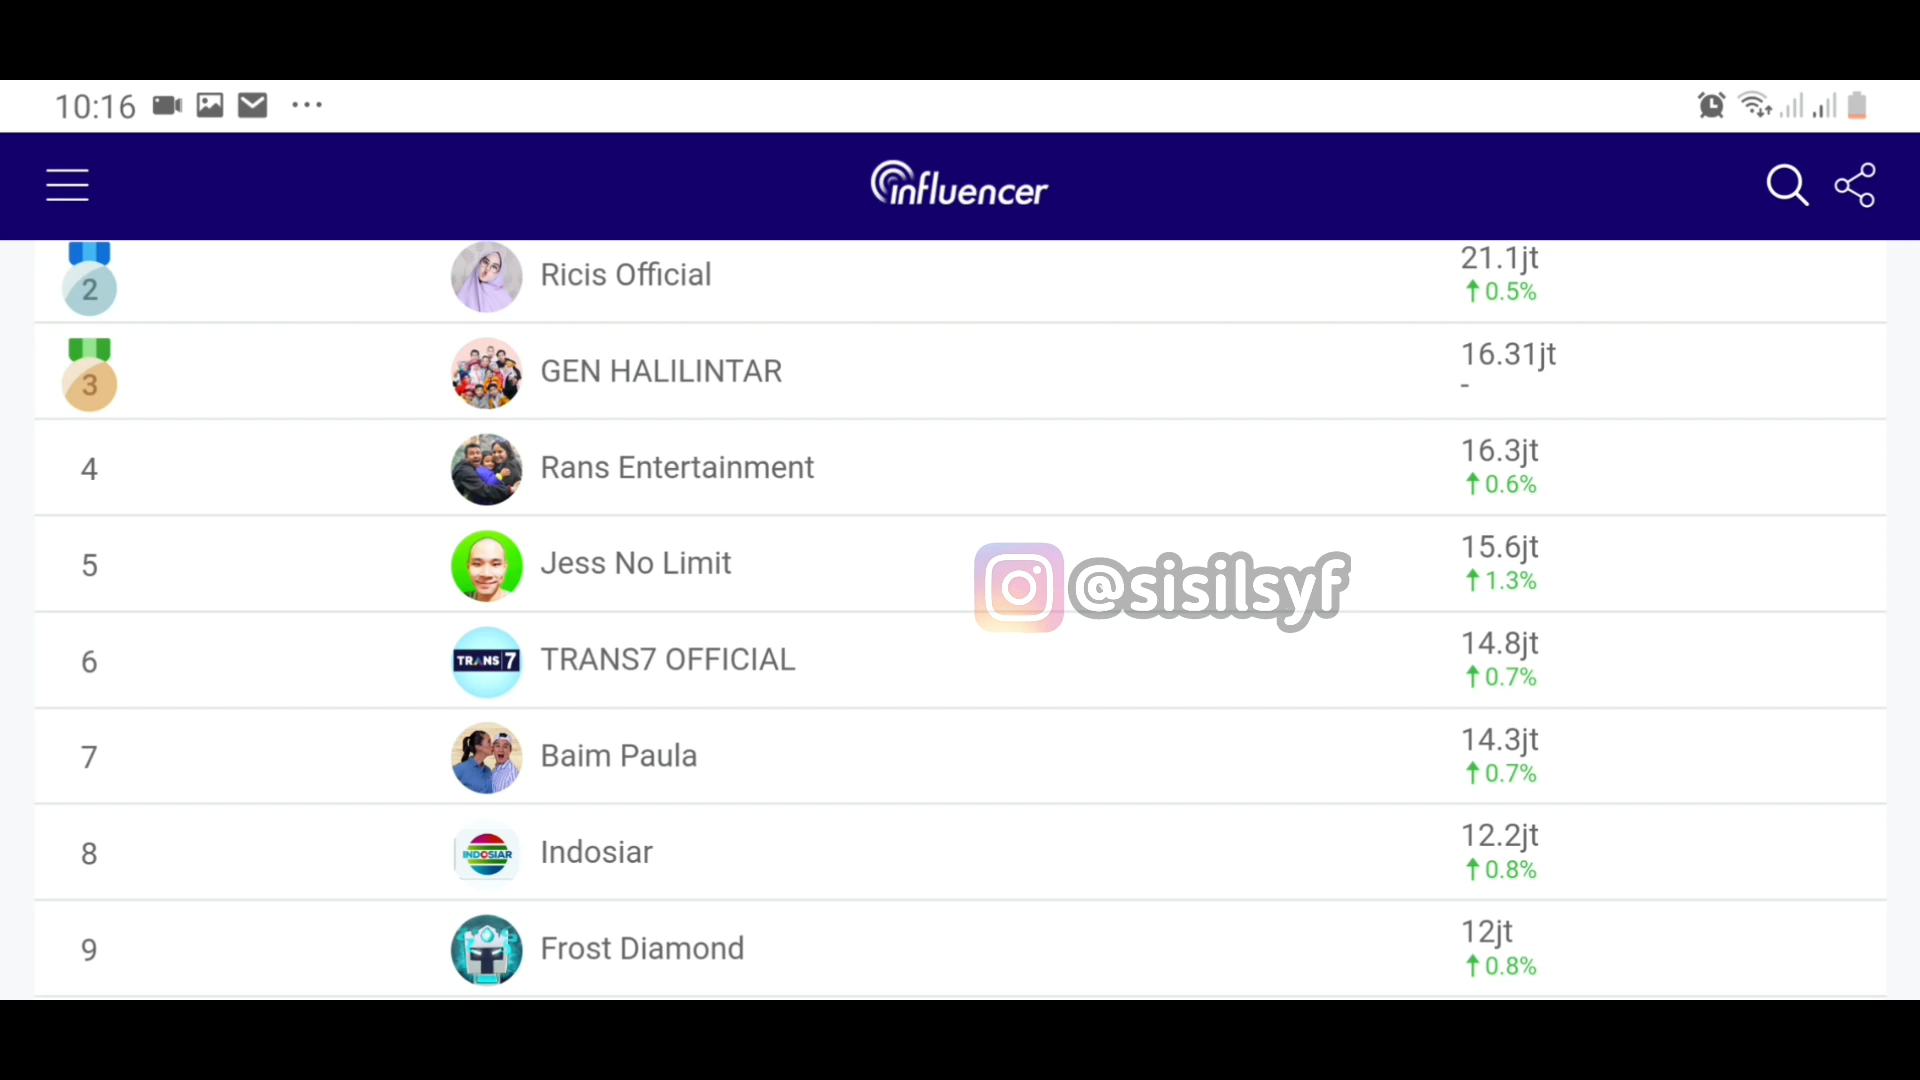 10:16
influencer
2 Ricis Official 21.1jt
↑0.5%
3 GEN HALILINTAR 16.31jt
-
4 Rans Entertainment 16.3jt
↑0.6%
5 Jess No Limit 15.6jt
↑1.3%
@sisilsyf
6 TRANS7 TRANS7 OFFICIAL 14.8jt
↑0.7%
7 Baim Paula 14.3jt
↑0.7%
8 INDOSIAR Indosiar 12.2jt
↑0.8%
9 Frost Diamond 12jt
↑0.8%